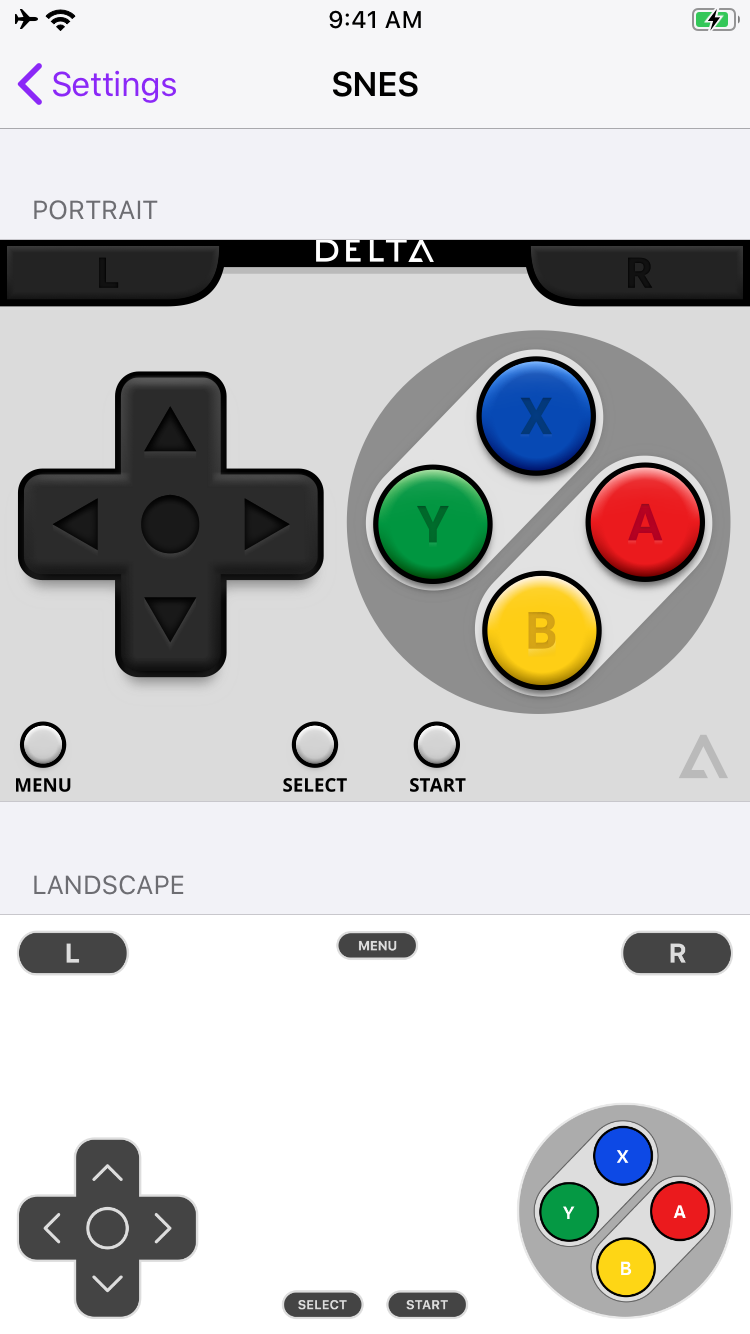 9:41 AM
Settings
SNES
PORTRAIT
DELTA
L
R
X
Y
A
B
MENU
SELECT
START
LANDSCAPE
L
MENU
R
X
Y
A
B
SELECT
START